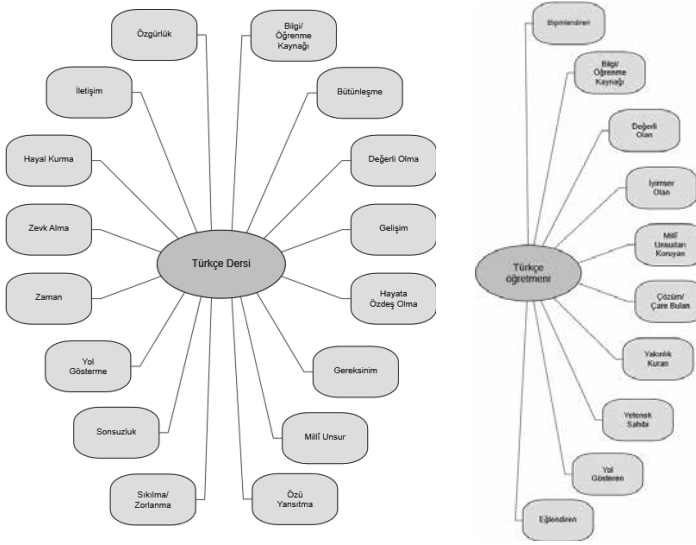 Özgürlük
Bilgi/
Öğrenme
Kaynağı
İletişim
Bütünleşme
Hayal Kurma
Değerli Olma
Zevk Alma
Gelişim
Türkçe Dersi
Zaman
Hayata
Özdeş Olma
Yol
Gösterme
Gereksinim
Sonsuzluk
Millî Unsur
Sıkılma/
Zorlanma
Özü
Yansıtma
Bilgi/
Öğrenme
Kaynağı
Değerli
Olan
İyimser
Olan
Millî
Unsurları
Koruyan
Türkçe
öğretmeni
Çözüm/
Çare Bulan
Yakınlık
Kuran
Yetenek
Sahibi
Yol
Gösteren
Eğlendiren